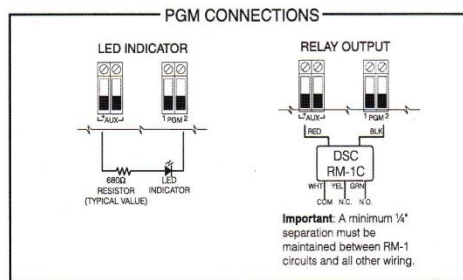 PGM CONNECTIONS
LED INDICATOR
+AUX-
1 PGM 2
680Ω
RESISTOR
(TYPICAL VALUE)
LED
INDICATOR
RELAY OUTPUT
+AUX-
1 PGM 2
RED
BLK
DSC
RM-1C
WHT YEL GRN
COM N.C. N.O.
Important: A minimum ¼"
separation must be
maintained between RM-1
circuits and all other wiring.